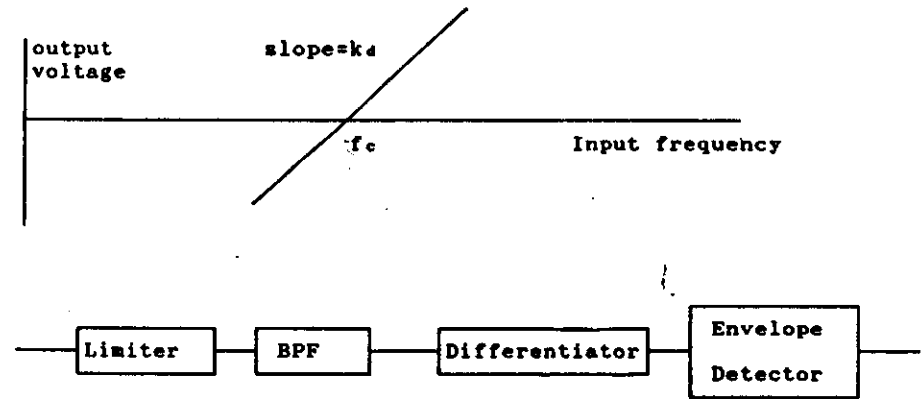 output
voltage
slope=kd
fc
Input frequency
Limiter
BPF
Differentiator
Envelope
Detector